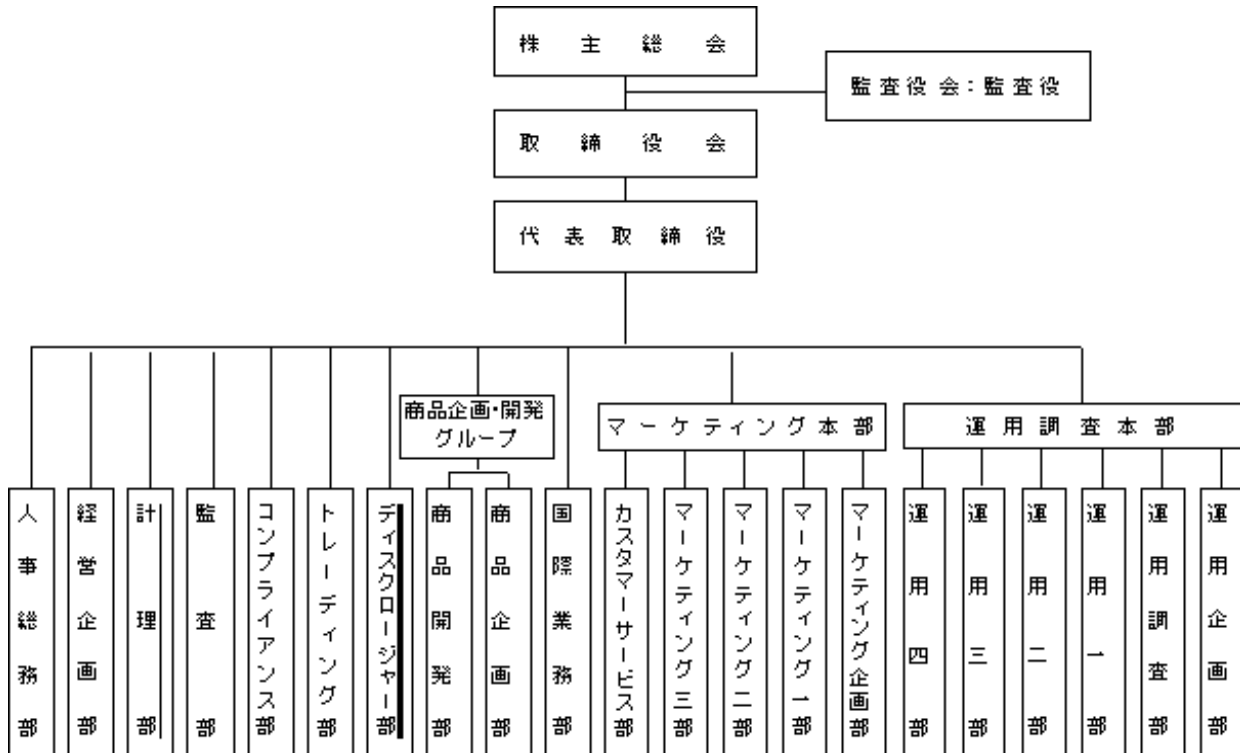 株主総会
監査役会:監査役
取締役会
代表取締役
商品企画・開発
グループ
マーケティング本部
運用調査本部
人事総務部
経営企画部
計理部
監査部
コンプライアンス部
トレーディング部
ディスクロージャー部
商品開発部
商品企画部
国際業務部
カスタマーサービス部
マーケティング三部
マーケティング二部
マーケティング一部
マーケティング企画部
運用四部
運用三部
運用二部
運用一部
運用調査部
運用企画部